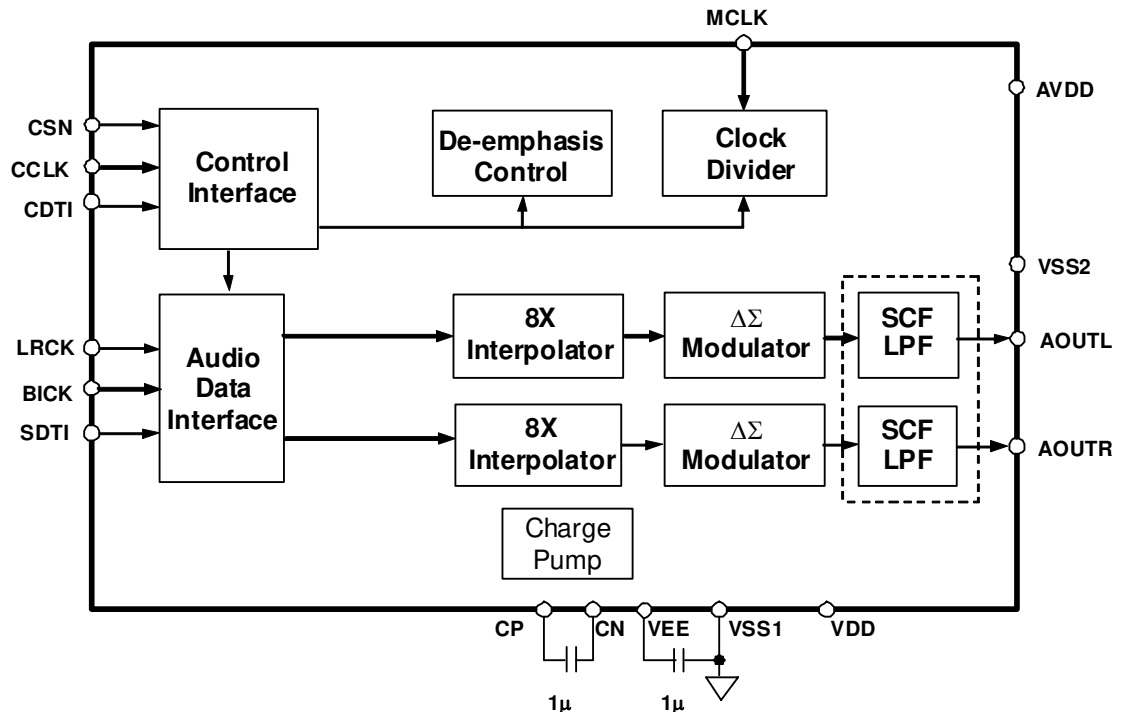 MCLK
AVDD
CSN
CCLK
CDTI
Control
Interface
De-emphasis
Control
Clock
Divider
VSS2
LRCK
BICK
SDTI
Audio
Data
Interface
8X
Interpolator
ΔΣ
Modulator
SCF
LPF
AOUTL
8X
Interpolator
ΔΣ
Modulator
SCF
LPF
AOUTR
Charge
Pump
CP
CN
VEE
VSS1
VDD
1μ
1μ